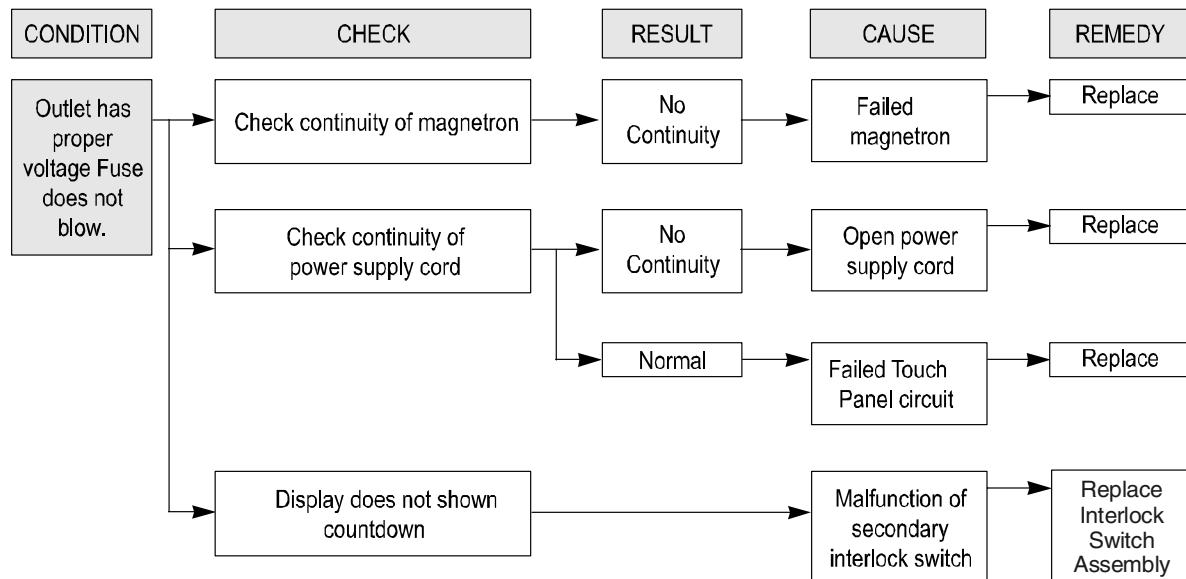 CONDITION
CHECK
RESULT
CAUSE
REMEDY
Outlet has
proper
voltage Fuse
does not
blow.
Check continuity of magnetron
No
Continuity
Failed
magnetron
Replace
Check continuity of
power supply cord
No
Continuity
Open power
supply cord
Replace
Normal
Failed Touch
Panel circuit
Replace
Display does not shown
countdown
Malfunction of
secondary
interlock switch
Replace
Interlock
Switch
Assembly